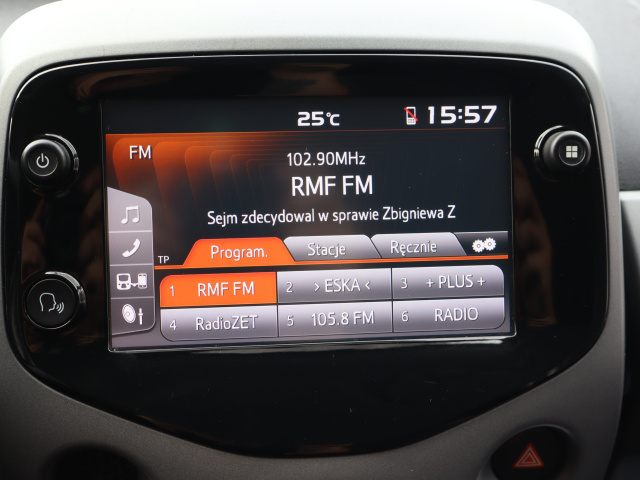 25°C 15:57
FM
102.90MHz
RMF FM
Sejm zdecydowal w sprawie Zbigniewa Z
TP Program. Stacje Ręcznie
1 RMF FM 2 > ESKA < 3 + PLUS +
4 RadioZET 5 105.8 FM 6 RADIO